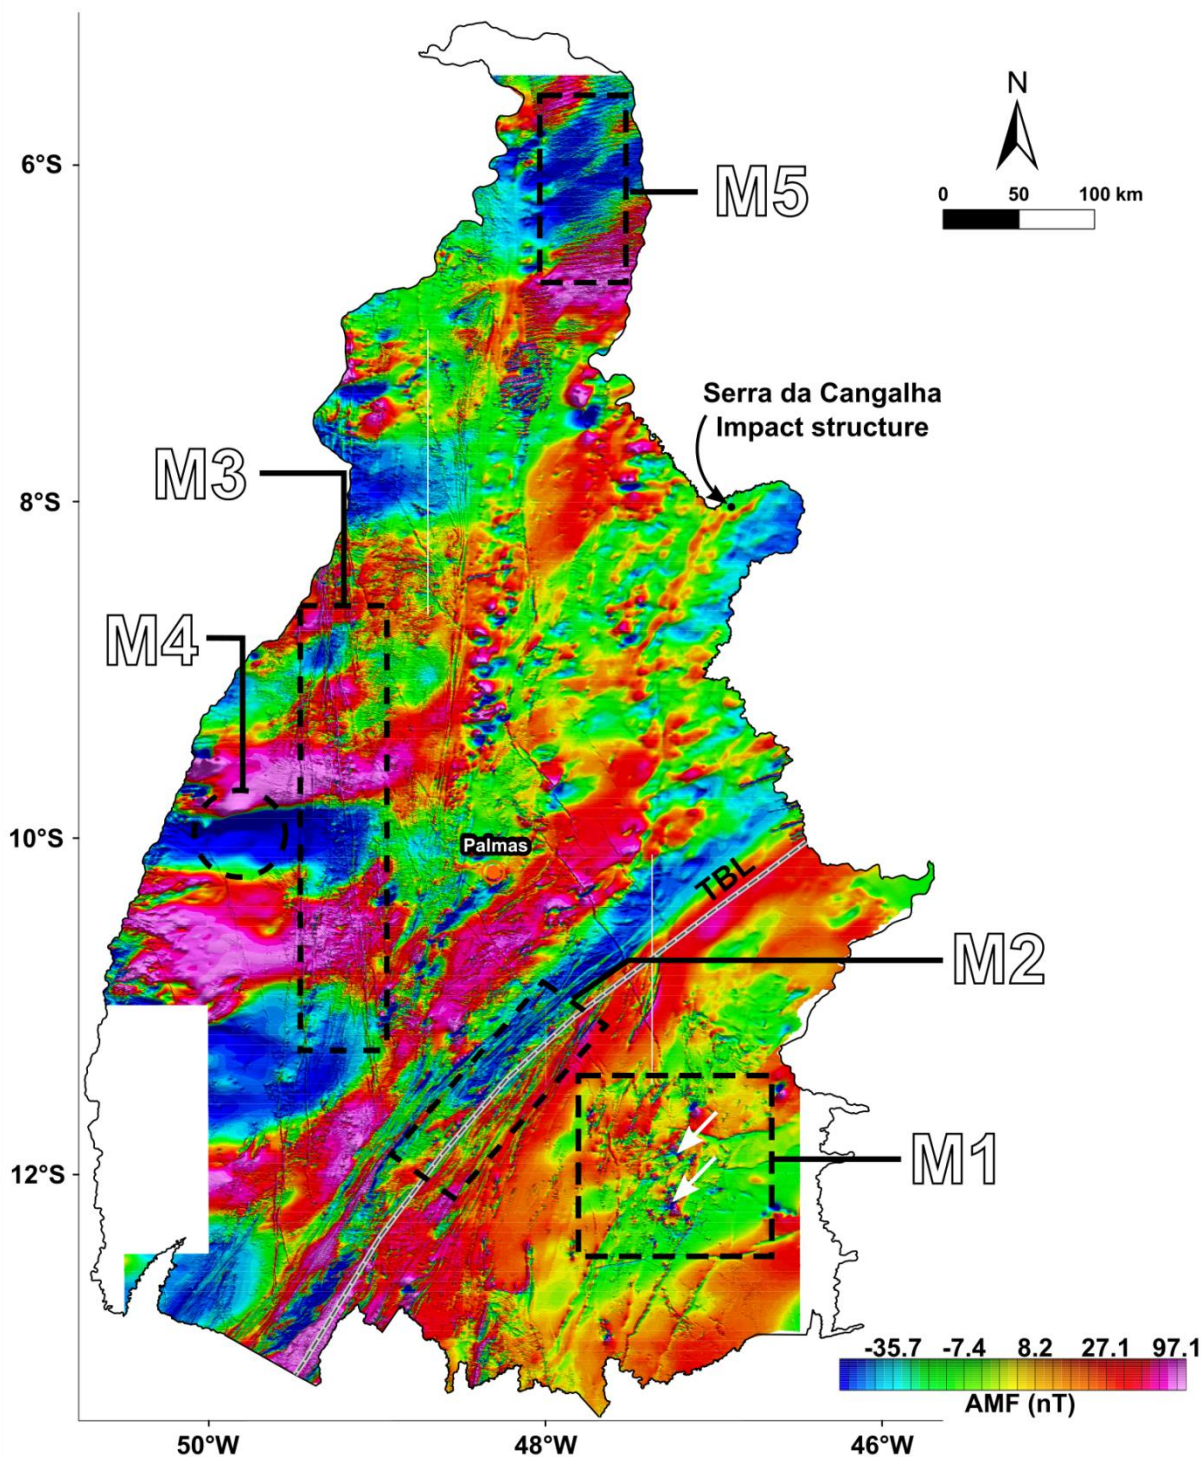 N
0 50 100 km
6°S
M5
Serra da Cangalha
Impact structure
M3
8°S
M4
10°S
Palmas
TBL
M2
12°S
M1
-35.7 -7.4 8.2 27.1 97.1
AMF (nT)
50°W 48°W 46°W